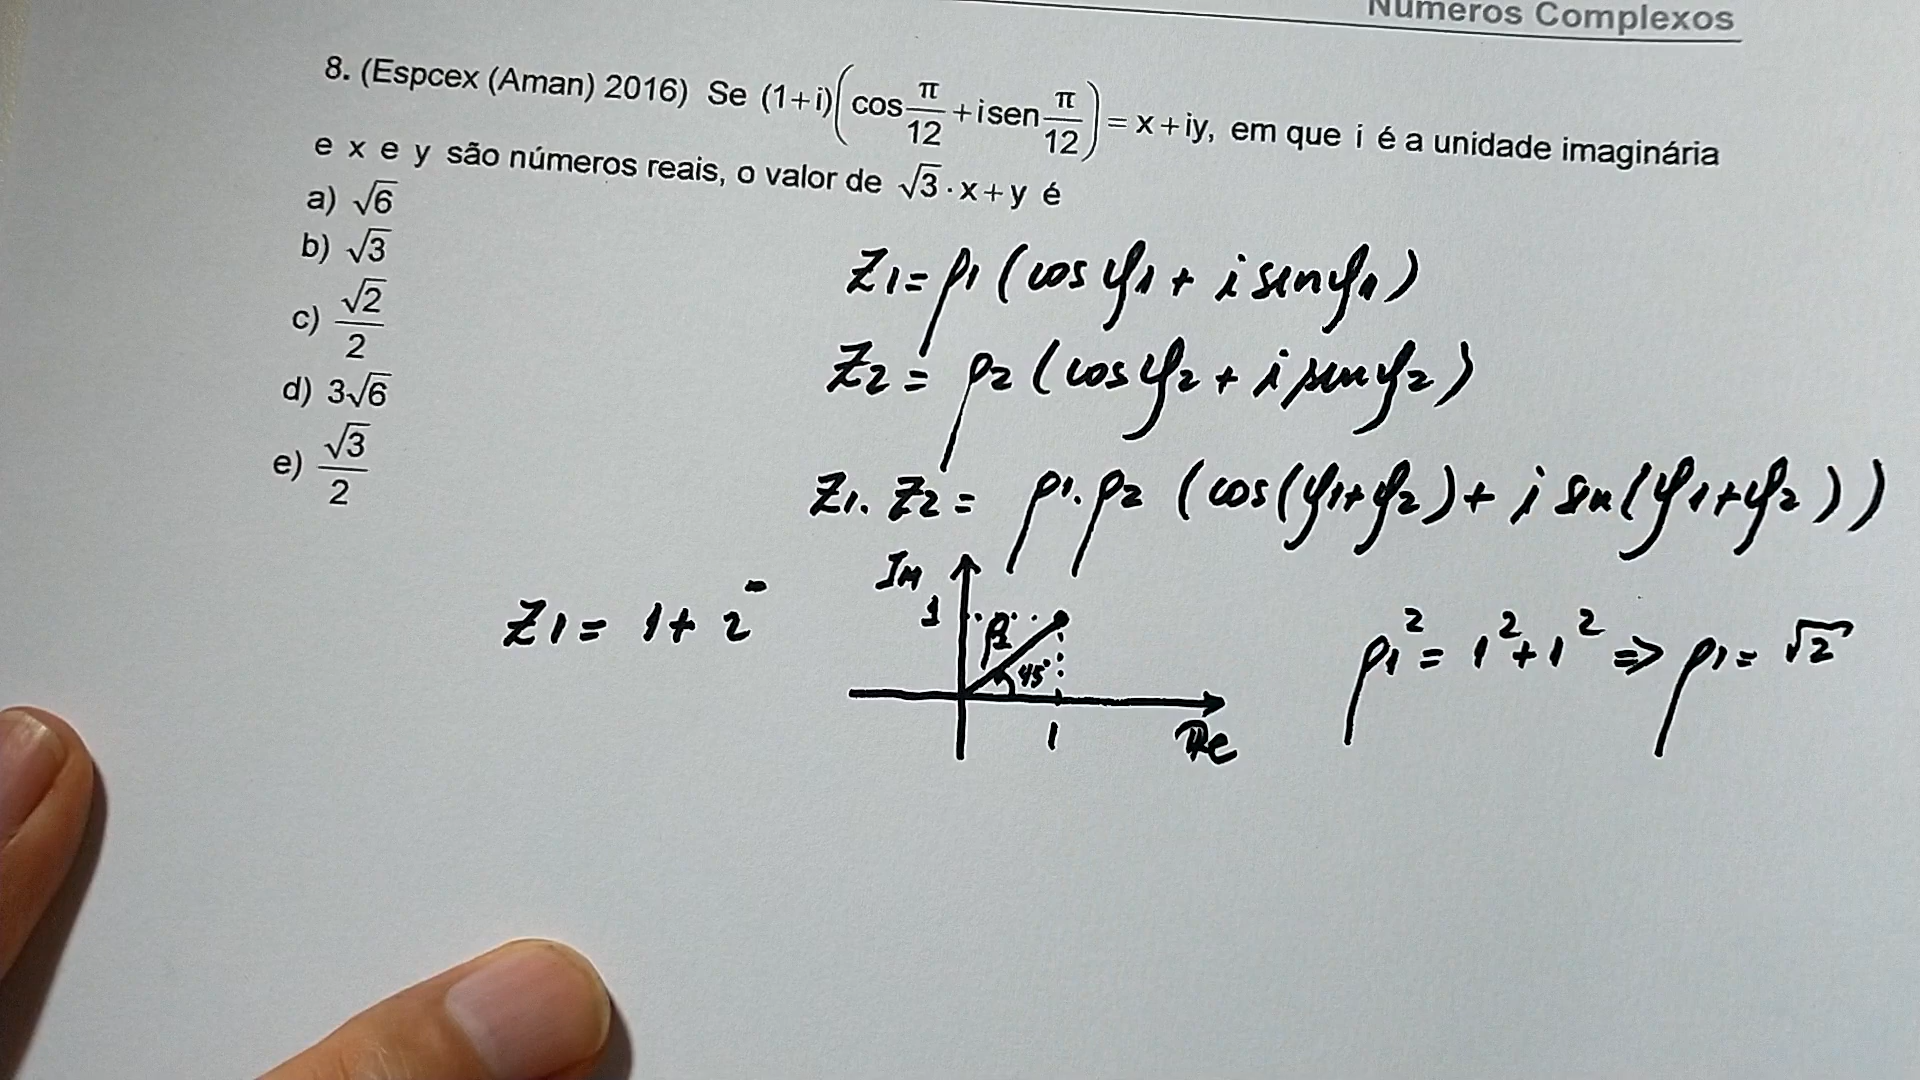 Números Complexos
8. (Espcex (Aman) 2016) Se (1+i)(cos π/12 + i sen π/12) = x + iy, em que i é a unidade imaginária
e x e y são números reais, o valor de √3 · x + y é
a) √6
b) √3
c) √2/2
d) 3√6
e) √3/2
Z1 = ρ1 (cos φ1 + i sen φ1)
Z2 = ρ2 (cos φ2 + i sen φ2)
Z1 . Z2 = ρ1 . ρ2 (cos(φ1+φ2) + i sen(φ1+φ2))
Z1 = 1 + i
Im
1
ρ1
45°
1
Re
ρ1² = 1² + 1² ⇒ ρ1 = √2